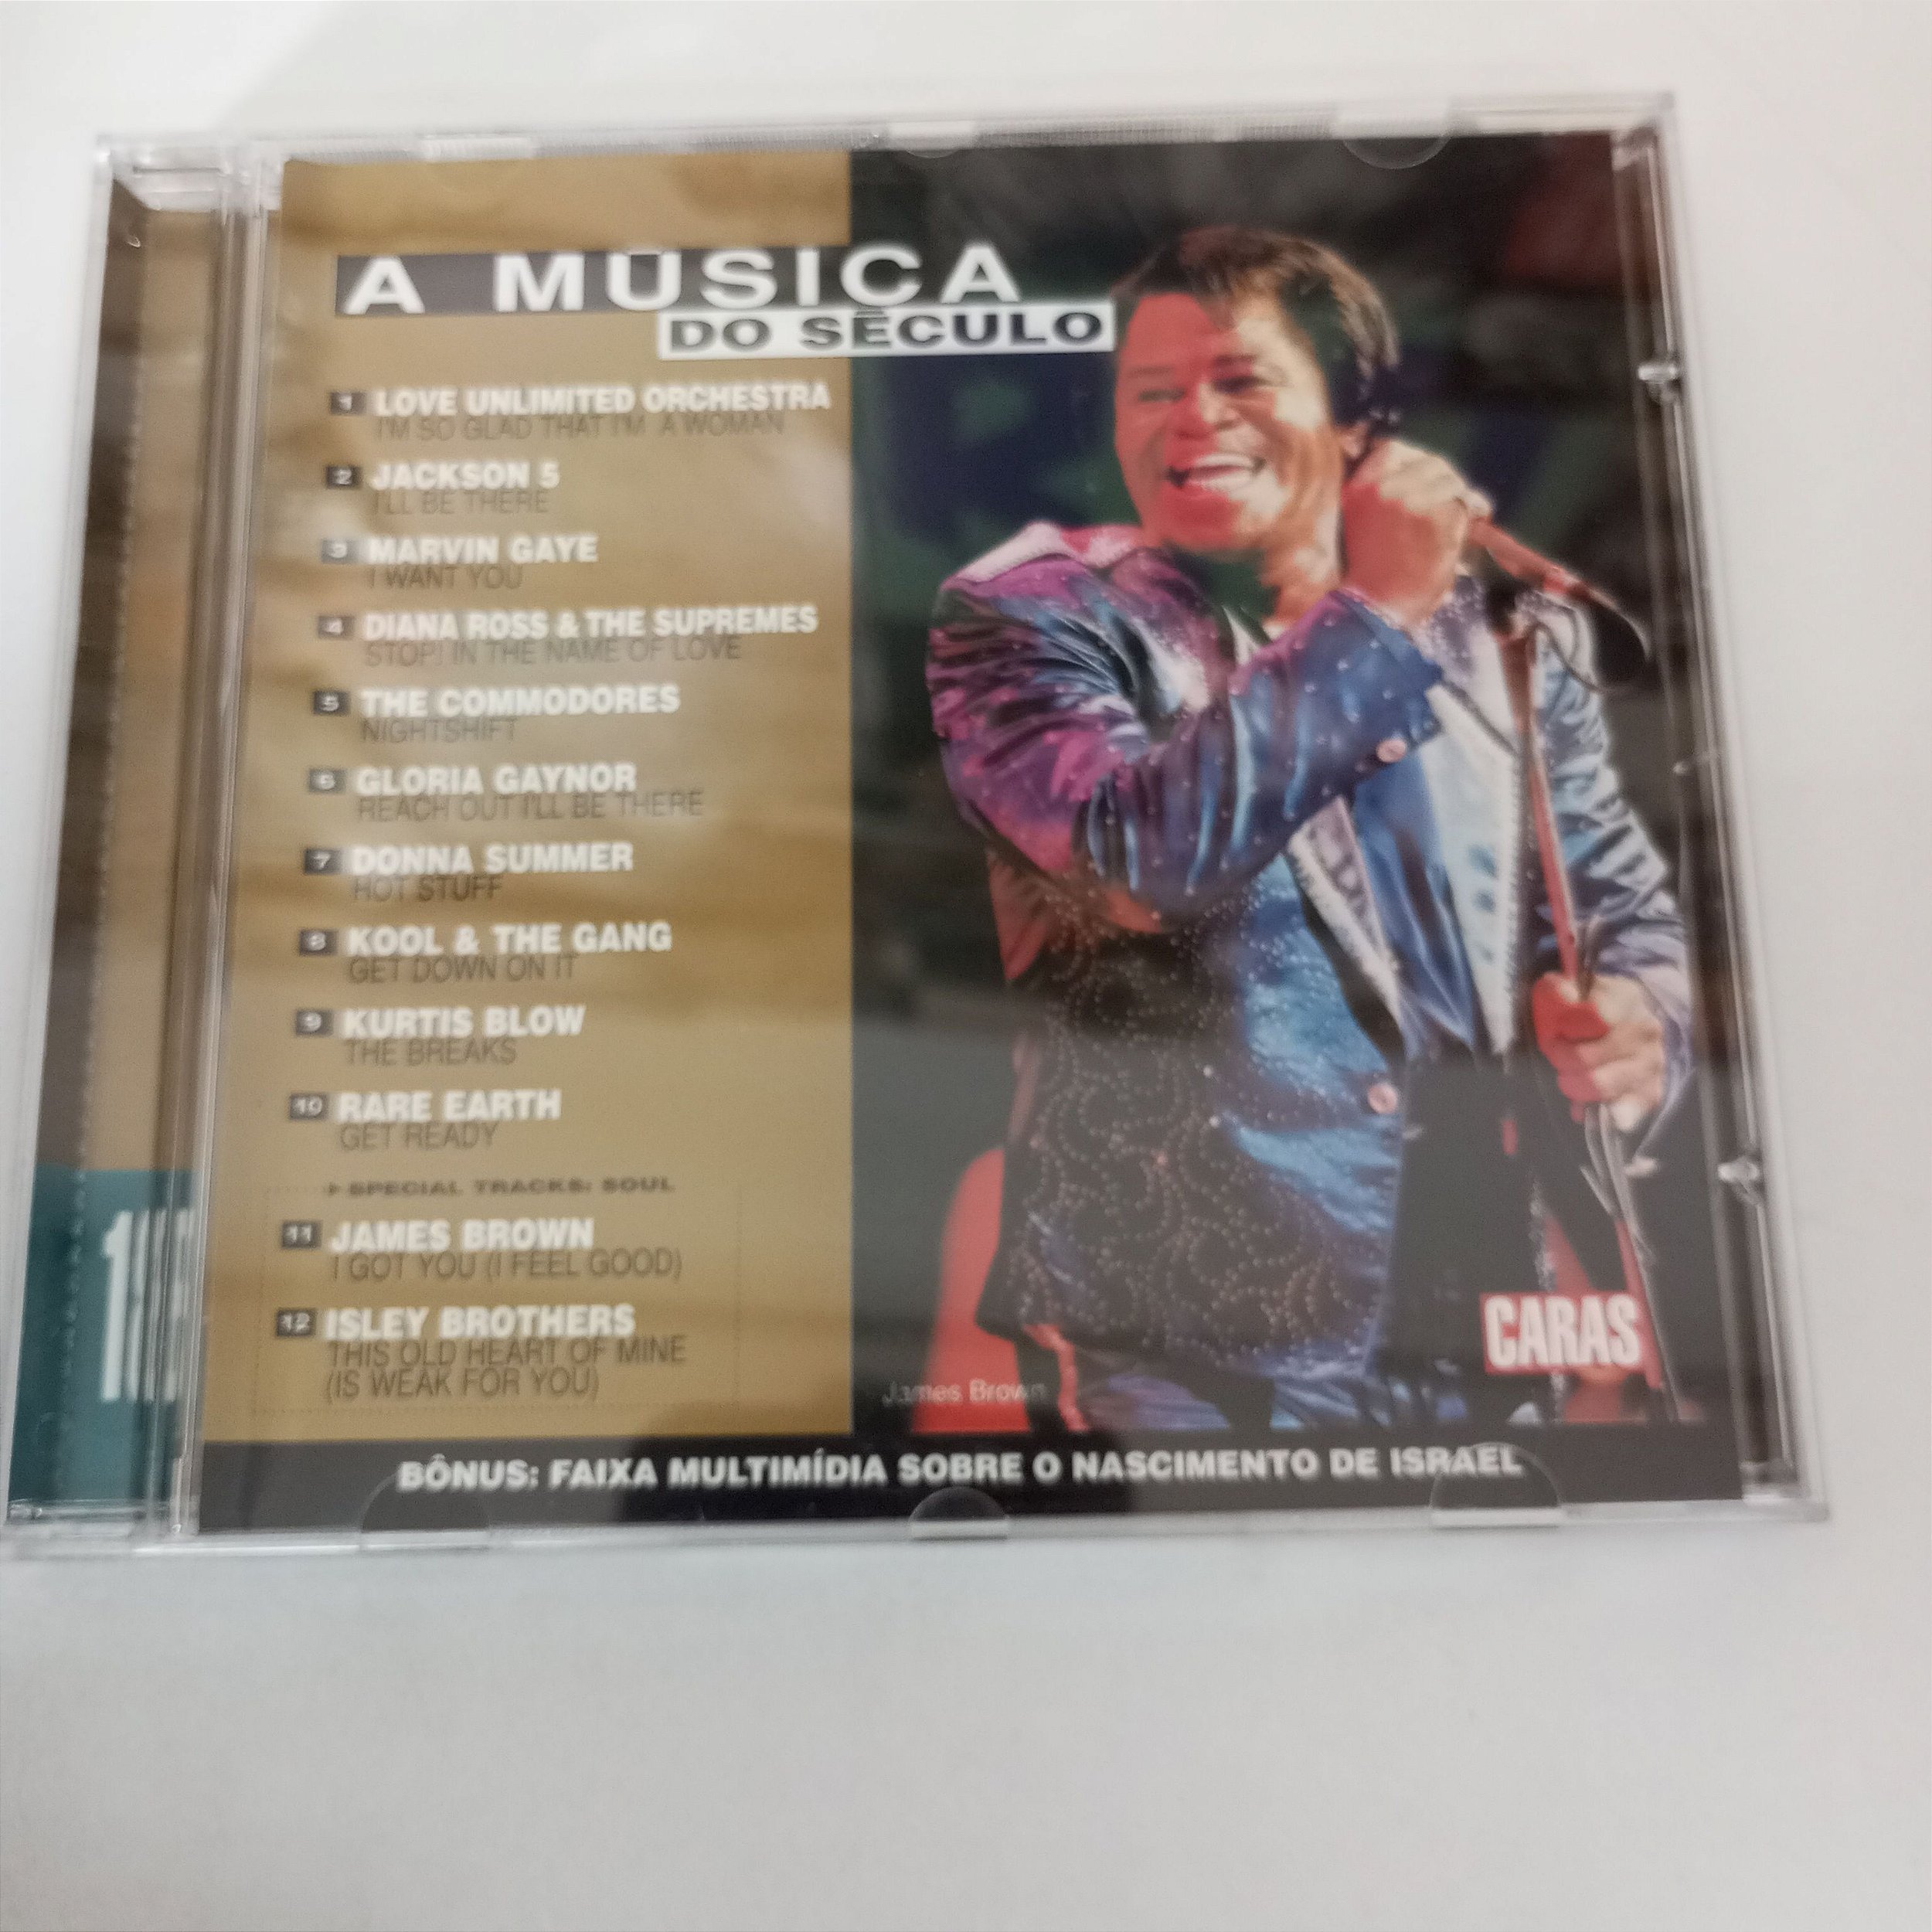 A MÚSICA
DO SÉCULO
1 LOVE UNLIMITED ORCHESTRA
I'M SO GLAD THAT I'M A WOMAN
2 JACKSON 5
I'LL BE THERE
3 MARVIN GAYE
I WANT YOU
4 DIANA ROSS & THE SUPREMES
STOP! IN THE NAME OF LOVE
5 THE COMMODORES
NIGHTSHIFT
6 GLORIA GAYNOR
REACH OUT I'LL BE THERE
7 DONNA SUMMER
HOT STUFF
8 KOOL & THE GANG
GET DOWN ON IT
9 KURTIS BLOW
THE BREAKS
10 RARE EARTH
GET READY
SPECIAL TRACKS: SOUL
11 JAMES BROWN
I GOT YOU (I FEEL GOOD)
12 ISLEY BROTHERS
THIS OLD HEART OF MINE
(IS WEAK FOR YOU)
James Brown
CARAS
BÔNUS: FAIXA MULTIMÍDIA SOBRE O NASCIMENTO DE ISRAEL